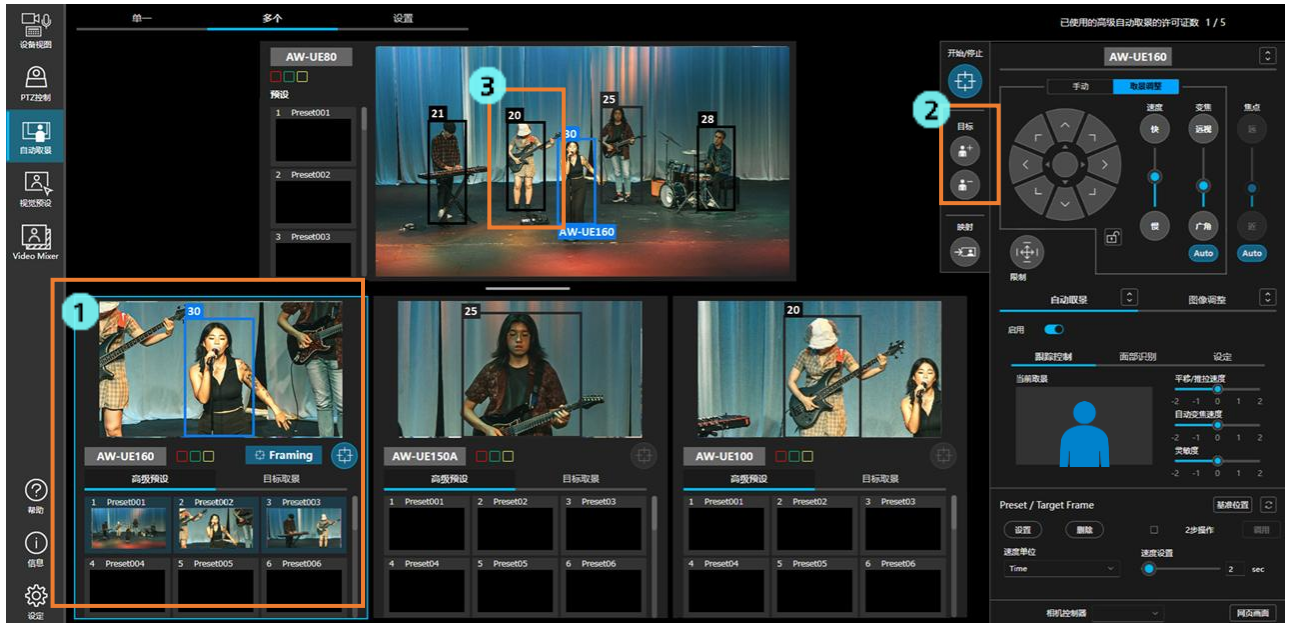 设备视图
PTZ控制
自动取景
视觉预设
Video Mixer
帮助
信息
设定
单一
多个
设置
已使用的高级自动取景的许可证数 1 / 5
AW-UE80
预设
1 Preset001
2 Preset002
3 Preset003
3
21
20
30
25
28
AW-UE160
开始/停止
2
目标
映射
AW-UE160
手动
取景调整
速度
变焦
焦点
快
远视
远
慢
广角
近
Auto
Auto
限制
自动取景
图像调整
启用
跟踪控制
面部识别
设定
当前取景
平移/推拉速度
-2 -1 0 1 2
自动变焦速度
-2 -1 0 1 2
灵敏度
-2 -1 0 1 2
Preset / Target Frame
基准位置
设置
删除
2步操作
调用
速度单位
速度设置
Time
2 sec
相机控制器
网页画面
1
30
AW-UE160
Framing
高级预设
目标取景
1 Preset001
2 Preset002
3 Preset003
4 Preset004
5 Preset005
6 Preset006
25
AW-UE150A
高级预设
目标取景
1 Preset01
2 Preset02
3 Preset03
4 Preset04
5 Preset05
6 Preset06
20
AW-UE100
高级预设
目标取景
1 Preset01
2 Preset02
3 Preset03
4 Preset04
5 Preset05
6 Preset06